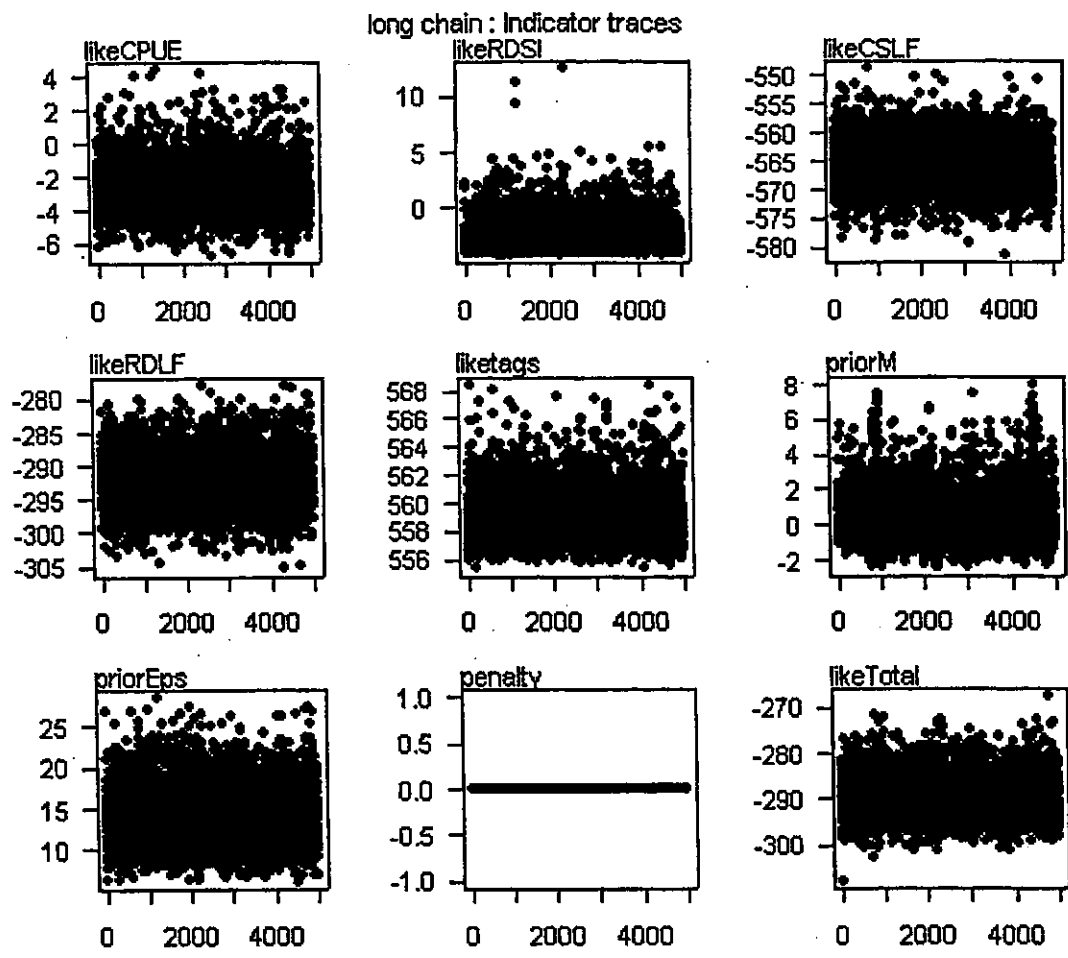 long chain : Indicator traces
likeCPUE
likeRDSI
likeCSLF
4
2
0
-2
-4
-6
0 2000 4000
10
5
0
0 2000 4000
-550
-555
-560
-565
-570
-575
-580
0 2000 4000
likeRDLF
liketags
priorM
-280
-285
-290
-295
-300
-305
0 2000 4000
568
566
564
562
560
558
556
0 2000 4000
8
6
4
2
0
-2
0 2000 4000
priorEps
penalty
likeTotal
25
20
15
10
0 2000 4000
1.0
0.5
0.0
-0.5
-1.0
0 2000 4000
-270
-280
-290
-300
0 2000 4000